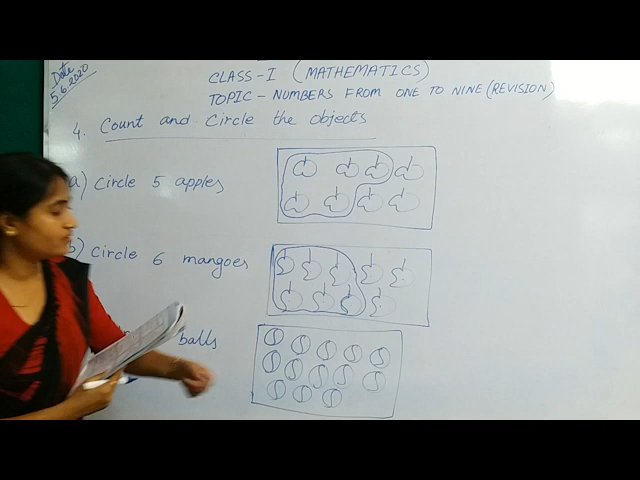 Date
5.6.2020
CLASS-I (MATHEMATICS)
TOPIC - NUMBERS FROM ONE TO NINE (REVISION)
4. Count and Circle the objects
a) Circle 5 apples
b) Circle 6 mangoes
balls